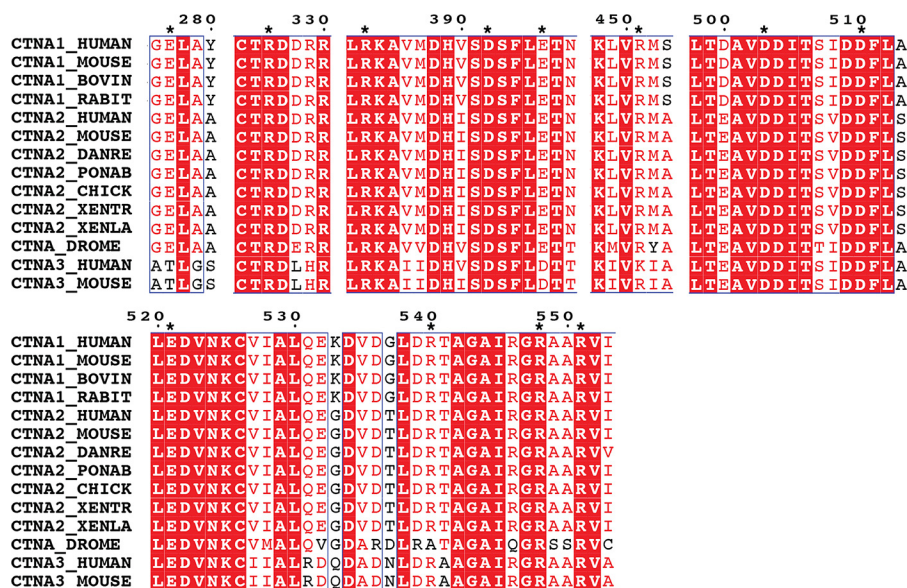 280 330 390 450 500 510
* * * * * * * *
CTNA1_HUMAN GELAY CTRDDRR LRKAVMDHVSDSFLETN KLVRMS LTDAVDDITSIDDFLA
CTNA1_MOUSE GELAY CTRDDRR LRKAVMDHVSDSFLETN KLVRMS LTDAVDDITSIDDFLA
CTNA1_BOVIN GELAY CTRDDRR LRKAVMDHVSDSFLETN KLVRMS LTDAVDDITSIDDFLA
CTNA1_RABIT GELAY CTRDDRR LRKAVMDHVSDSFLETN KLVRMS LTDAVDDITSIDDFLA
CTNA2_HUMAN GELAA CTRDDRR LRKAVMDHISDSFLETN KLVRMA LTEAVDDITSVDDFLS
CTNA2_MOUSE GELAA CTRDDRR LRKAVMDHISDSFLETN KLVRMA LTEAVDDITSVDDFLS
CTNA2_DANRE GELAA CTRDDRR LRKAVMDHISDSFLETN KLVRMA LTEAVDDITSVDDFLS
CTNA2_PONAB GELAA CTRDDRR LRKAVMDHISDSFLETN KLVRMA LTEAVDDITSVDDFLS
CTNA2_CHICK GELAA CTRDDRR LRKAVMDHISDSFLETN KLVRMA LTEAVDDITSVDDFLS
CTNA2_XENTR GELAA CTRDDRR LRKAVMDHISDSFLETN KLVRMA LTEAVDDITSVDDFLS
CTNA2_XENLA GELAA CTRDDRR LRKAVMDHISDSFLETN KLVRMA LTEAVDDITSVDDFLS
CTNA_DROME GELAA CTRDERR LRKAVVDHISDSFLETT KMVRYA LTEAVDDITTIDDFLA
CTNA3_HUMAN ATLGS CTRDLHR LRKAIIDHVSDSFLDTT KIVKIA LTEAVDDITSIDDFLA
CTNA3_MOUSE ATLGS CTRDLHR LRKAIIDHISDSFLDTT KIVRIA LTEAVDDITSIDDFLA
520 530 540 550
* * * *
CTNA1_HUMAN LEDVNKCVIALQEKDVDGLDRTAGAIRGRAARVI
CTNA1_MOUSE LEDVNKCVIALQEKDVDGLDRTAGAIRGRAARVI
CTNA1_BOVIN LEDVNKCVIALQEKDVDGLDRTAGAIRGRAARVI
CTNA1_RABIT LEDVNKCVIALQEKDVDGLDRTAGAIRGRAARVI
CTNA2_HUMAN LEDVNKCVIALQEGDVDTLDRTAGAIRGRAARVI
CTNA2_MOUSE LEDVNKCVIALQEGDVDTLDRTAGAIRGRAARVI
CTNA2_DANRE LEDVNKCVIALQEGDVDTLDRTAGAIRGRAARVV
CTNA2_PONAB LEDVNKCVIALQEGDVDTLDRTAGAIRGRAARVI
CTNA2_CHICK LEDVNKCVIALQEGDVDTLDRTAGAIRGRAARVI
CTNA2_XENTR LEDVNKCVIALQEGDVDTLDRTAGAIRGRAARVI
CTNA2_XENLA LEDVNKCVIALQEGDVDTLDRTAGAIRGRAARVI
CTNA_DROME LEDVNKCVMALQVGDARDLRATAGAIQGRSSRVC
CTNA3_HUMAN LEDVNKCIIALRDQDADNLDRAAGAIRGRAARVA
CTNA3_MOUSE LEDVNKCIIALRDQDADNLDRAAGAIRGRAARVA